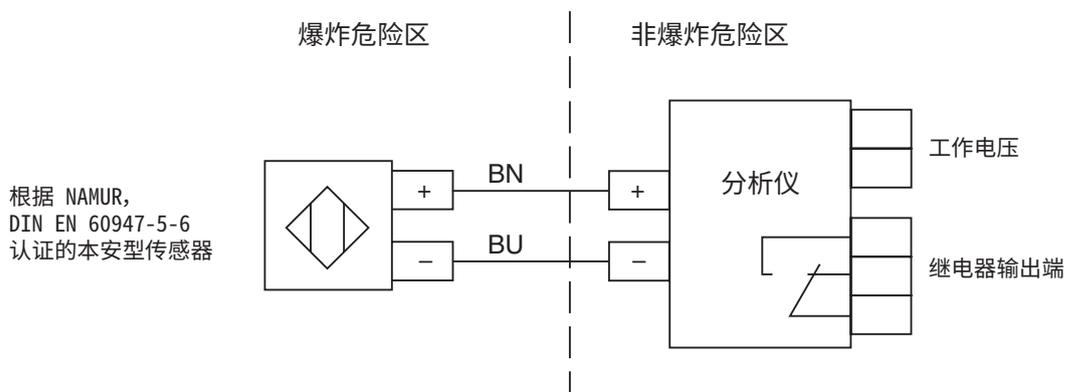 爆炸危险区
非爆炸危险区
根据 NAMUR,
DIN EN 60947-5-6
认证的本安型传感器
+
BN
+
−
BU
−
分析仪
工作电压
继电器输出端